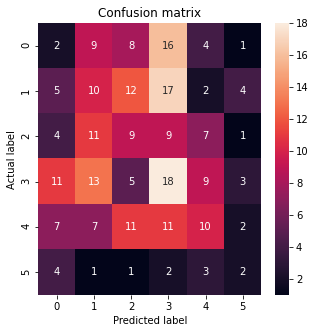 Confusion matrix
0 2 9 8 16 4 1
1 5 10 12 17 2 4
2 4 11 9 9 7 1
3 11 13 5 18 9 3
4 7 7 11 11 10 2
5 4 1 1 2 3 2
0 1 2 3 4 5
Predicted label
Actual label
18
16
14
12
10
8
6
4
2